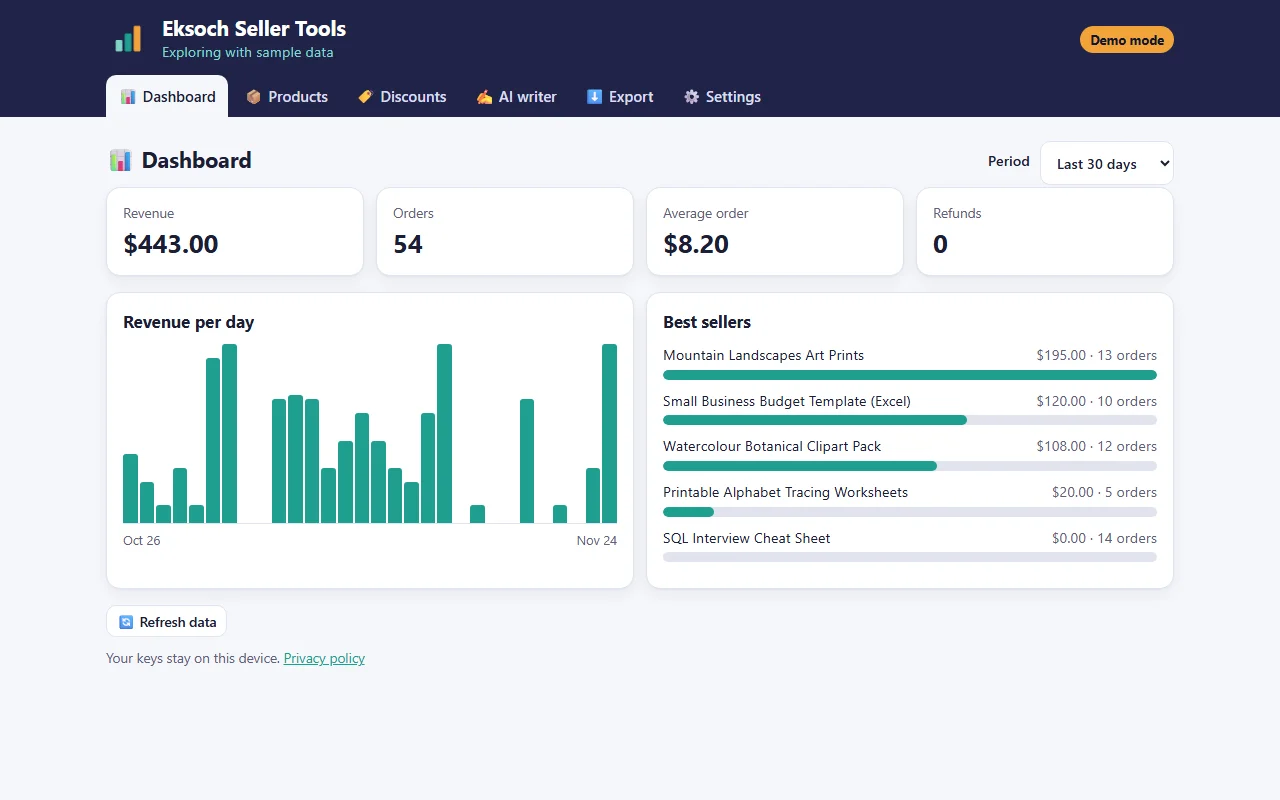 Eksoch Seller Tools
Exploring with sample data
Demo mode
Dashboard
Products
Discounts
AI writer
Export
Settings
Dashboard
Period
Last 30 days
Revenue
$443.00
Orders
54
Average order
$8.20
Refunds
0
Revenue per day
Oct 26
Nov 24
Best sellers
Mountain Landscapes Art Prints
$195.00 · 13 orders
Small Business Budget Template (Excel)
$120.00 · 10 orders
Watercolour Botanical Clipart Pack
$108.00 · 12 orders
Printable Alphabet Tracing Worksheets
$20.00 · 5 orders
SQL Interview Cheat Sheet
$0.00 · 14 orders
Refresh data
Your keys stay on this device. Privacy policy